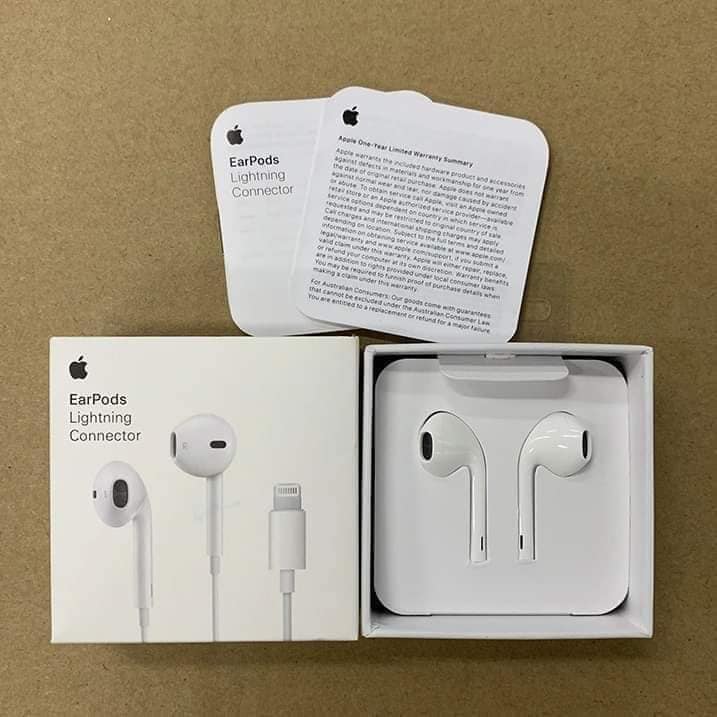 EarPods
Lightning
Connector
Apple One-Year Limited Warranty Summary
Apple warrants the included hardware product and accessories
against defects in materials and workmanship for one year from
the date of original retail purchase. Apple does not warrant
against normal wear and tear, nor damage caused by accident
or abuse. To obtain service call Apple, visit an Apple owned
retail store or an Apple authorized service provider—available
service options dependent on country in which service is
requested and may be restricted to original country of sale.
Call charges and international shipping charges may apply
depending on location. Subject to the full terms and detailed
information on obtaining service available at www.apple.com/
legal/warranty and www.apple.com/support, if you submit a
valid claim under this warranty, Apple will either repair, replace,
or refund your computer at its own discretion. Warranty benefits
are in addition to rights provided under local consumer laws.
You may be required to furnish proof of purchase details when
making a claim under this warranty.
For Australian Consumers: Our goods come with guarantees
that cannot be excluded under the Australian Consumer Law.
You are entitled to a replacement or refund for a major failure
EarPods
Lightning
Connector
R